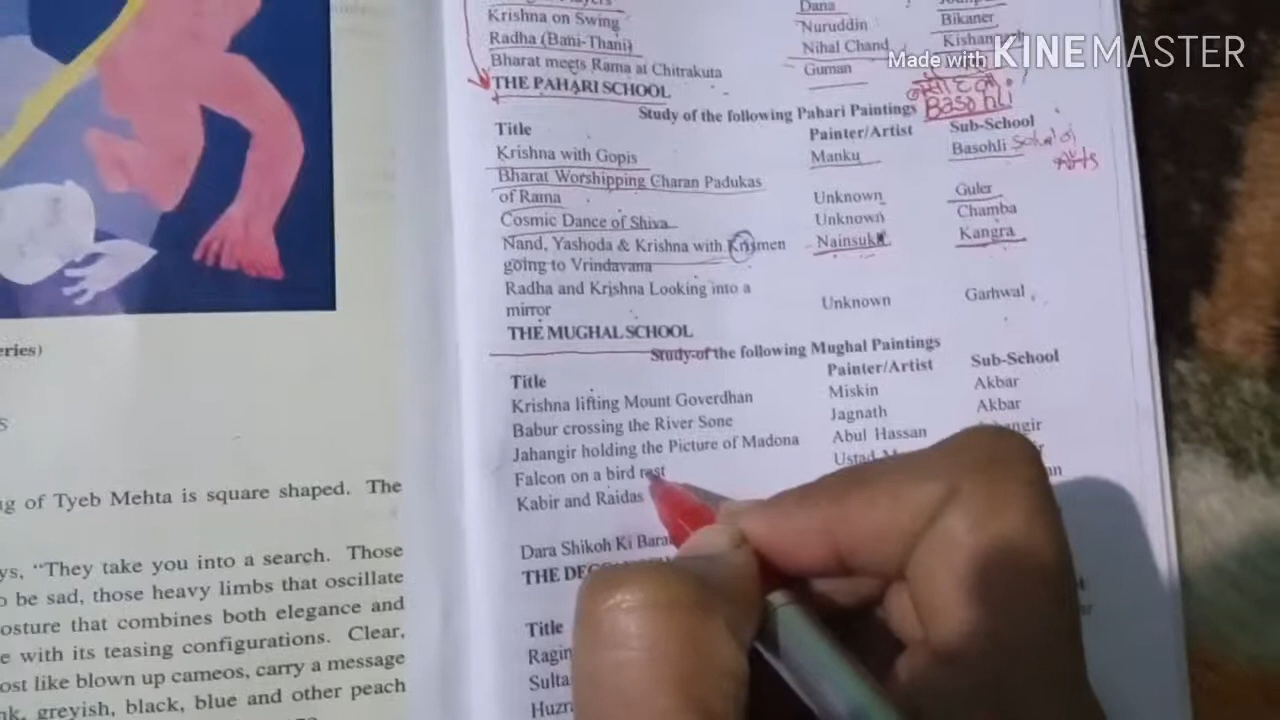 Dana
Krishna on Swing Nuruddin Bikaner
Radha (Bani-Thani) Nihal Chand
Bharat meets Rama at Chitrakuta Guman
Made with KINEMASTER
THE PAHARI SCHOOL
Basohli
Study of the following Pahari Paintings
Title Painter/Artist Sub-School
Krishna with Gopis Manku Basohli
Bharat Worshipping Charan Padukas
of Rama Unknown Guler
Cosmic Dance of Shiva Unknown Chamba
Nand, Yashoda & Krishna with Krismen Nainsukh Kangra
going to Vrindavana
Radha and Krishna Looking into a
mirror Unknown Garhwal
THE MUGHAL SCHOOL
Study of the following Mughal Paintings
Title Painter/Artist Sub-School
Krishna lifting Mount Goverdhan Miskin Akbar
Babur crossing the River Sone Jagnath Akbar
Jahangir holding the Picture of Madona Abul Hassan
Falcon on a bird rest Ustad
Kabir and Raidas
Dara Shikoh Ki
THE
Title
eries)
g of Tyeb Mehta is square shaped. The
ys, “They take you into a search. Those
be sad, those heavy limbs that oscillate
osture that combines both elegance and
e with its teasing configurations. Clear,
ost like blown up cameos, carry a message
nk, greyish, black, blue and other peach